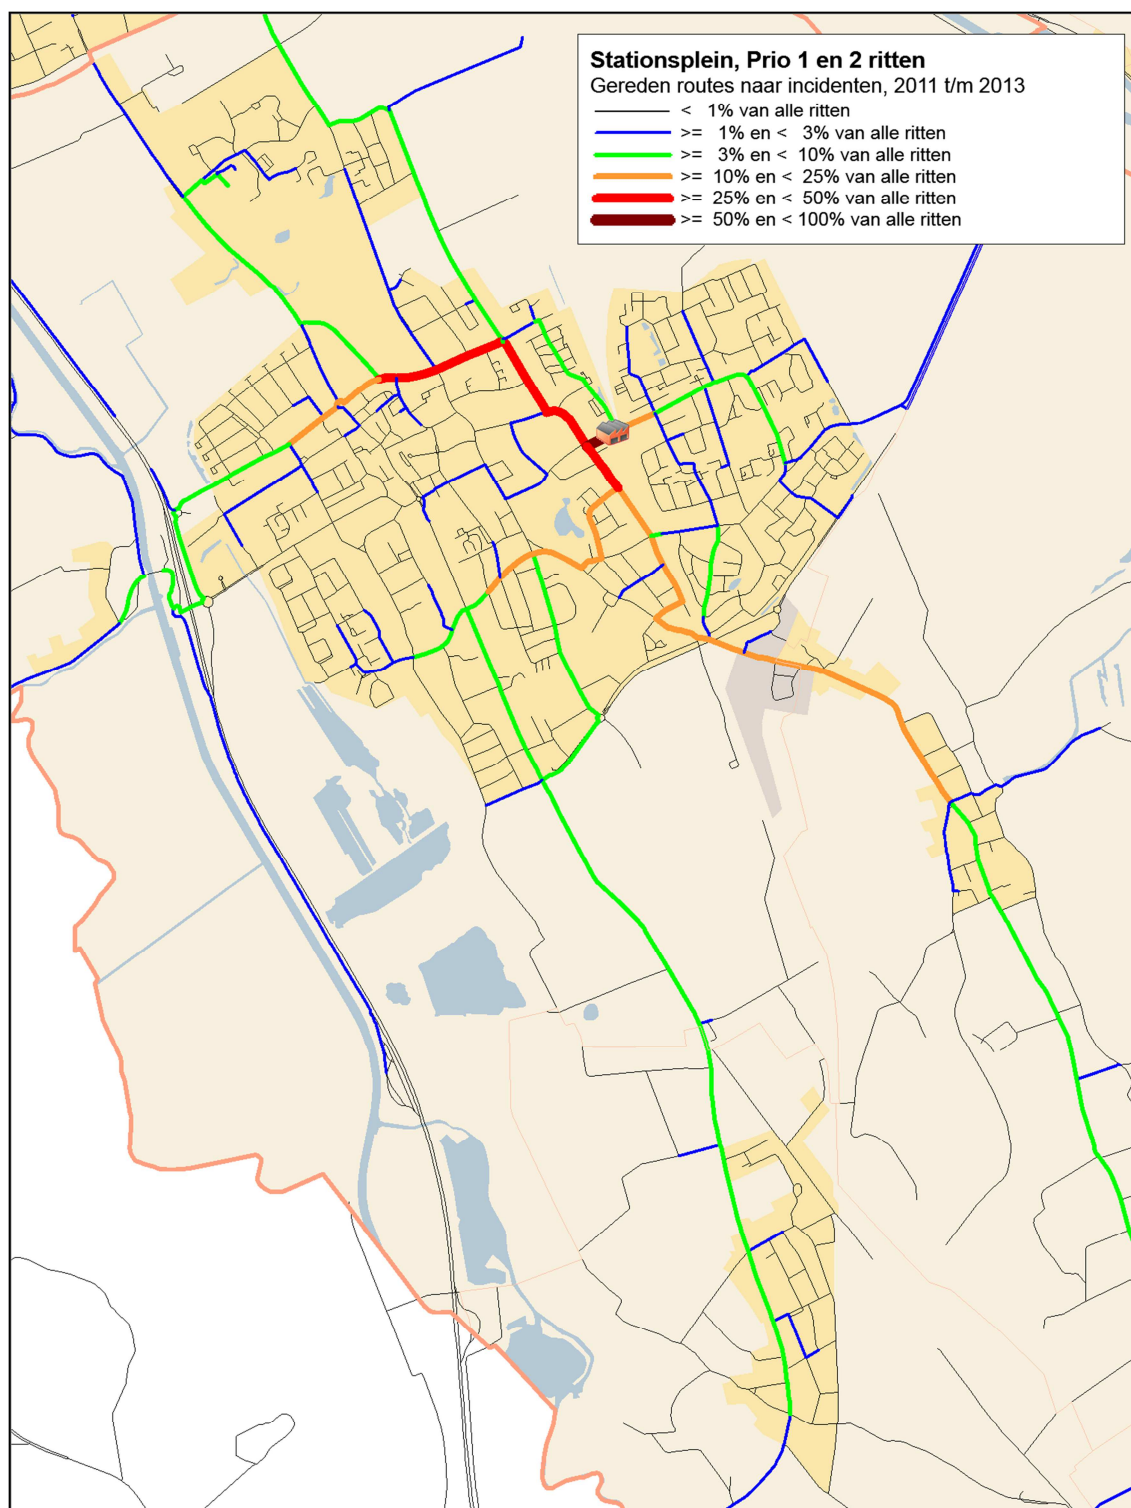 Stationsplein, Prio 1 en 2 ritten
Gereden routes naar incidenten, 2011 t/m 2013
< 1% van alle ritten
>= 1% en < 3% van alle ritten
>= 3% en < 10% van alle ritten
>= 10% en < 25% van alle ritten
>= 25% en < 50% van alle ritten
>= 50% en < 100% van alle ritten